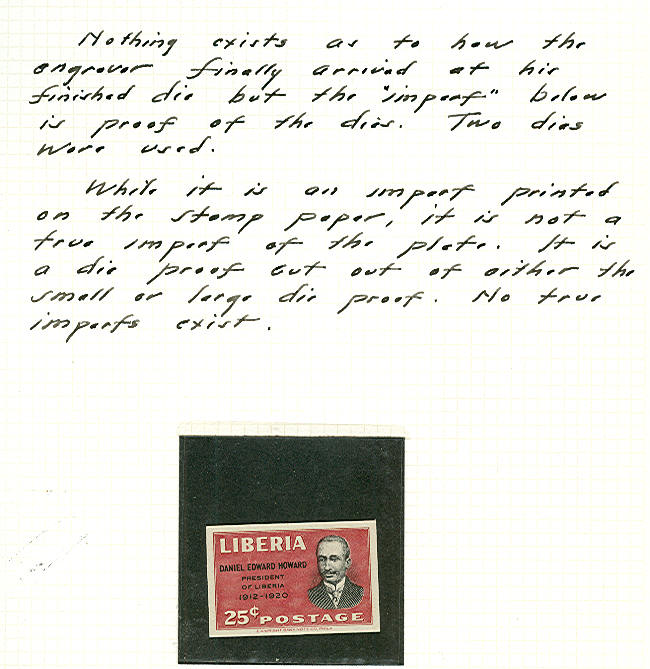 Nothing exists as to how the
engraver finally arrived at his
finished die but the "imperf" below
is proof of the dies. Two dies
were used.
While it is an imperf printed
on the stamp paper, it is not a
true imperf of the plate. It is
a die proof cut out of either the
small or large die proof. No true
imperfs exist.
LIBERIA
DANIEL EDWARD HOWARD
PRESIDENT
OF LIBERIA
1912-1920
25¢ POSTAGE